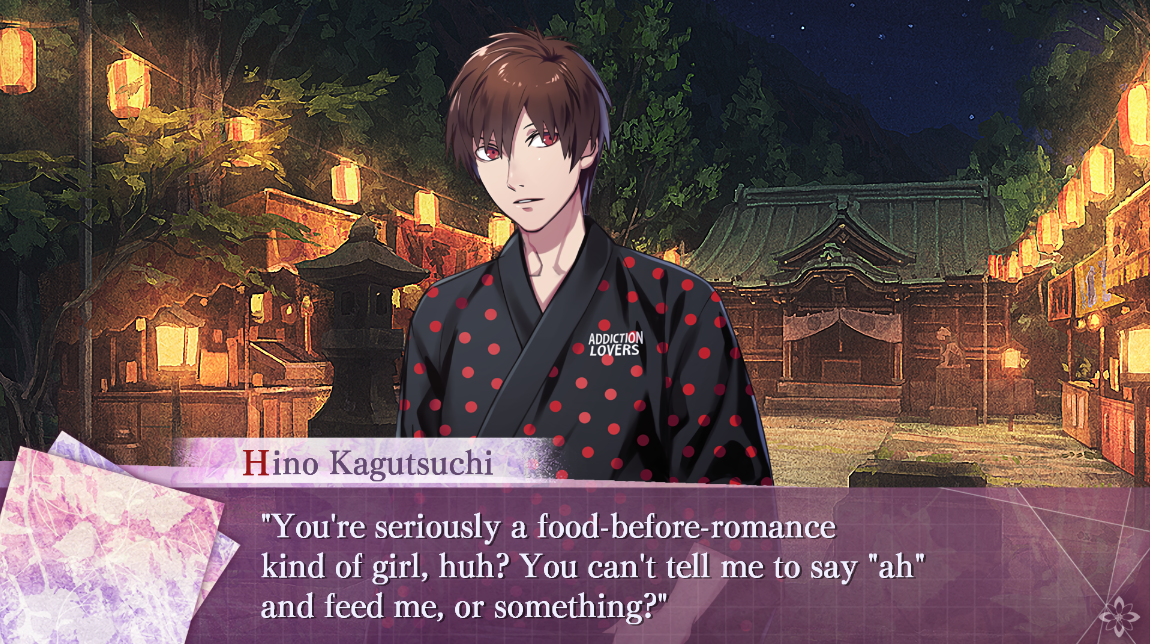 ADDICTION
LOVERS
Hino Kagutsuchi
"You're seriously a food-before-romance
kind of girl, huh? You can't tell me to say "ah"
and feed me, or something?"